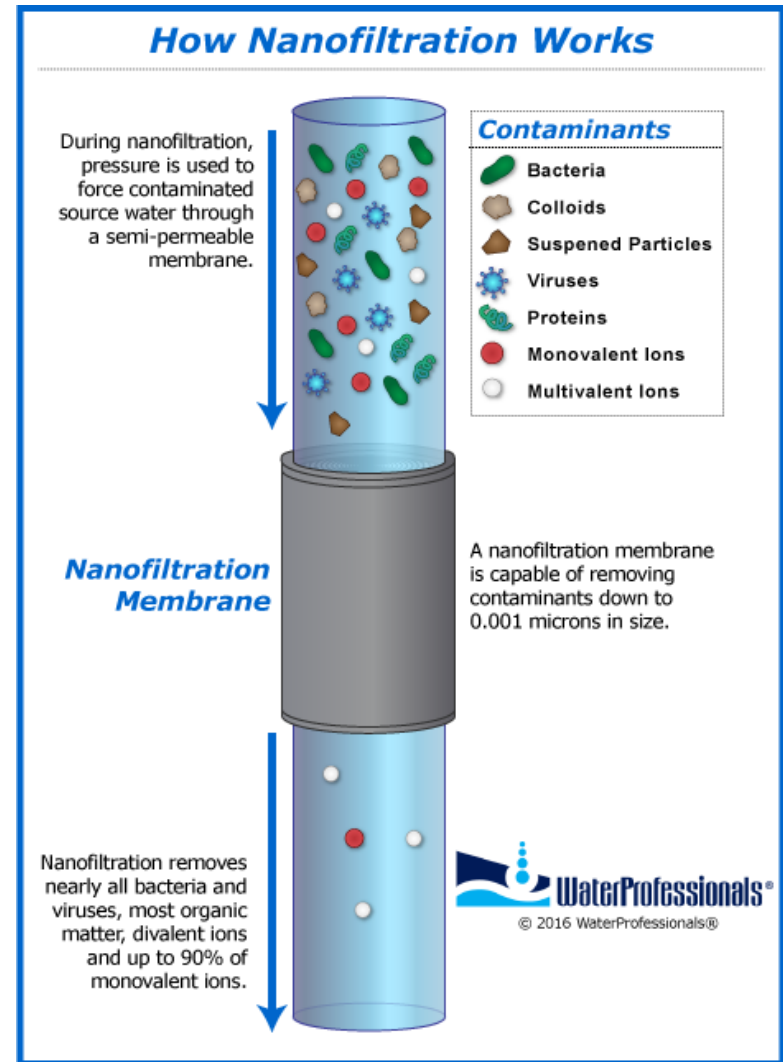 How Nanofiltration Works
During nanofiltration,
pressure is used to
force contaminated
source water through
a semi-permeable
membrane.
Contaminants
Bacteria
Colloids
Suspened Particles
Viruses
Proteins
Monovalent Ions
Multivalent Ions
Nanofiltration
Membrane
A nanofiltration membrane
is capable of removing
contaminants down to
0.001 microns in size.
Nanofiltration removes
nearly all bacteria and
viruses, most organic
matter, divalent ions
and up to 90% of
monovalent ions.
WaterProfessionals®
© 2016 WaterProfessionals®